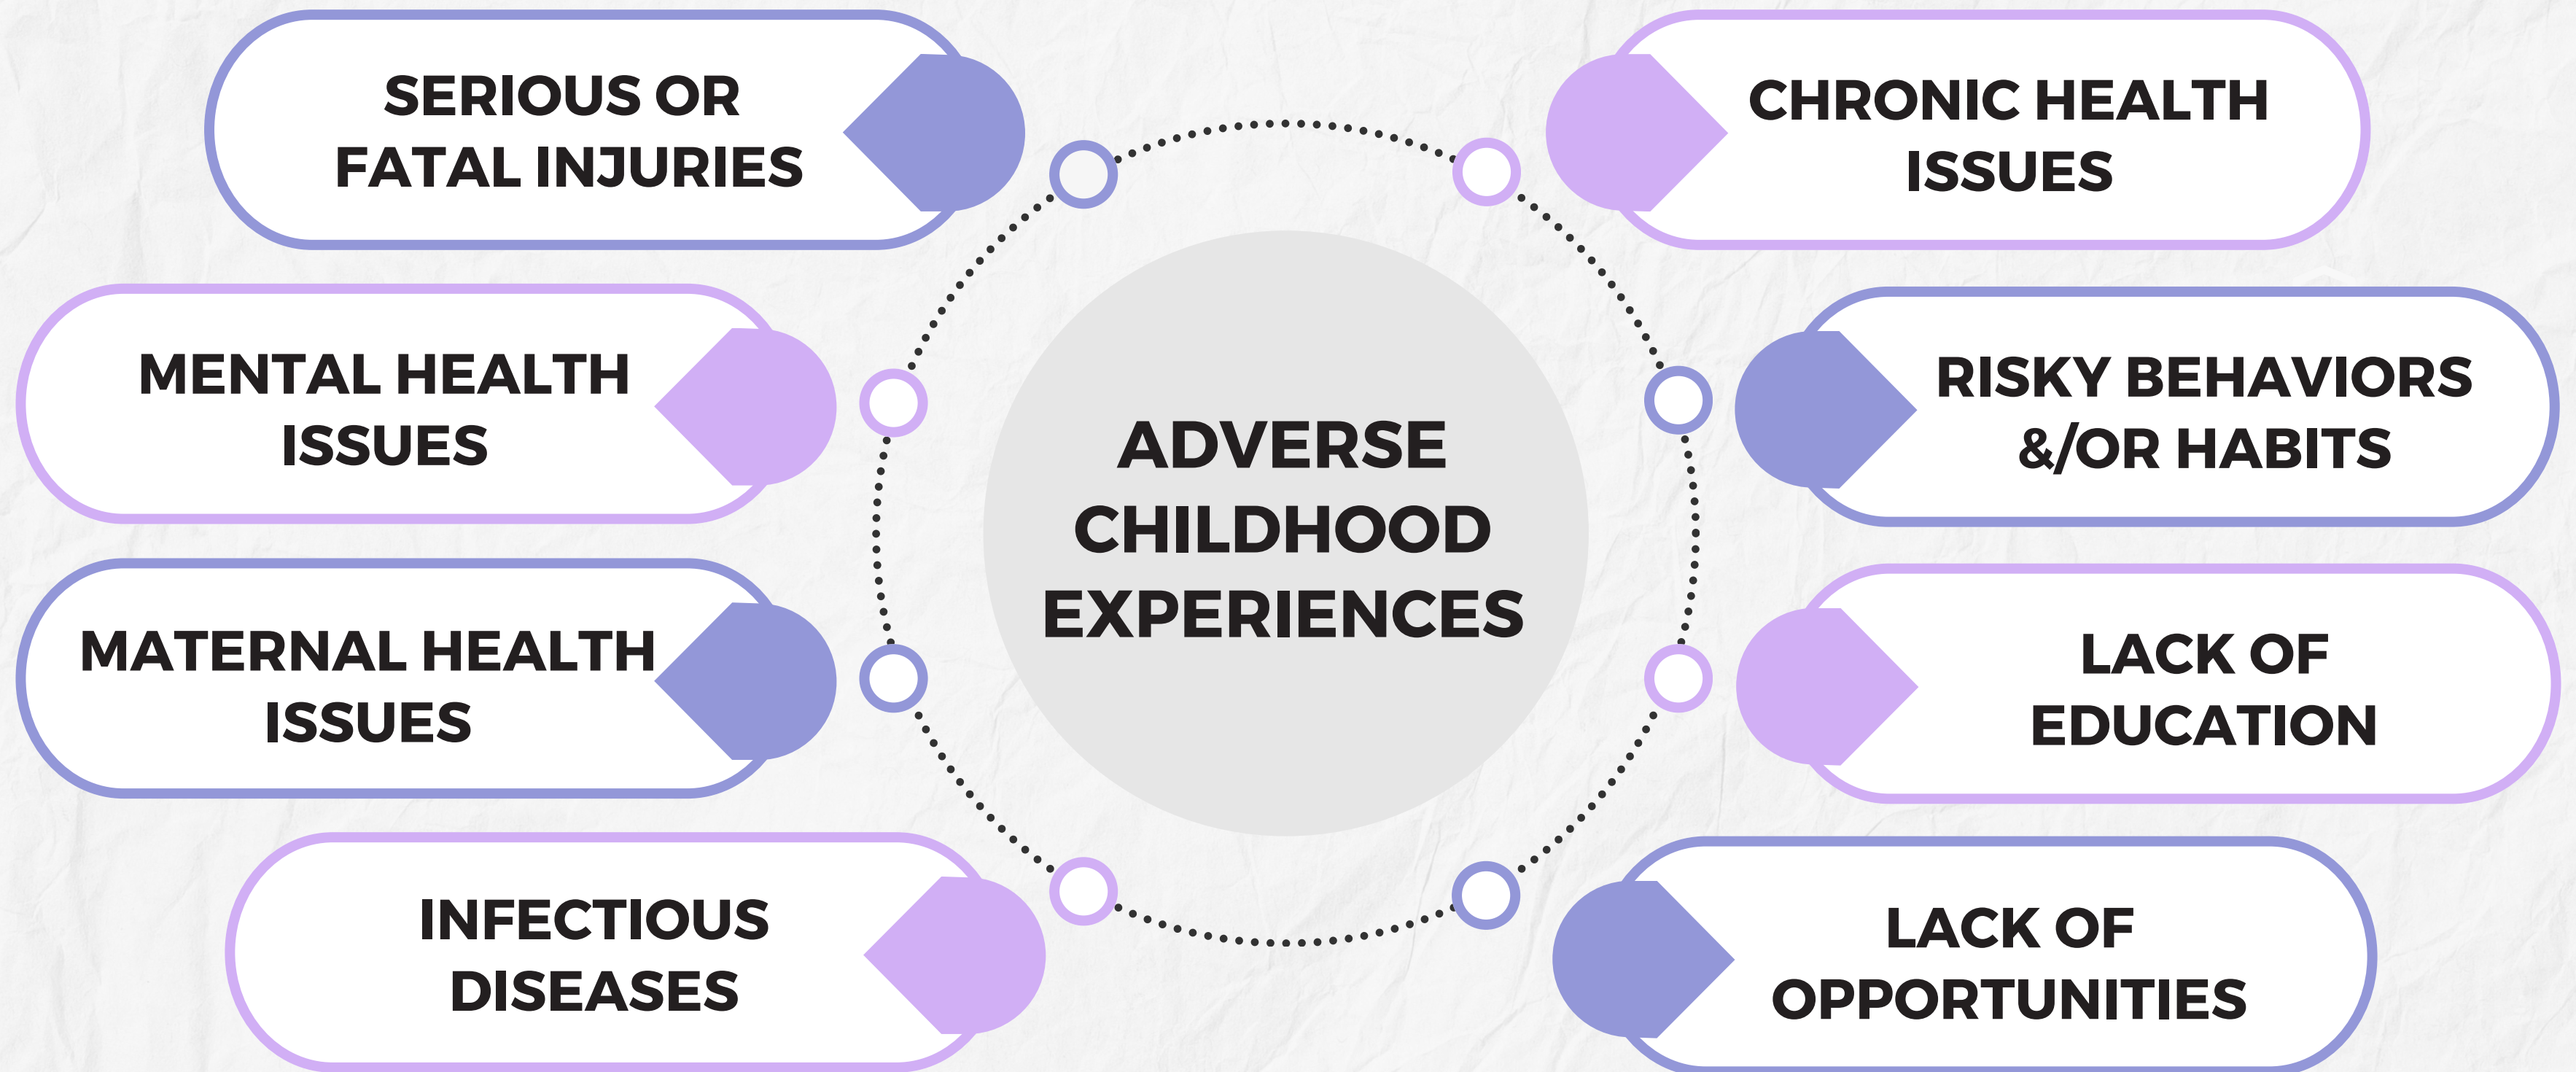 SERIOUS OR
FATAL INJURIES
MENTAL HEALTH
ISSUES
MATERNAL HEALTH
ISSUES
INFECTIOUS
DISEASES
ADVERSE
CHILDHOOD
EXPERIENCES
CHRONIC HEALTH
ISSUES
RISKY BEHAVIORS
&/OR HABITS
LACK OF
EDUCATION
LACK OF
OPPORTUNITIES